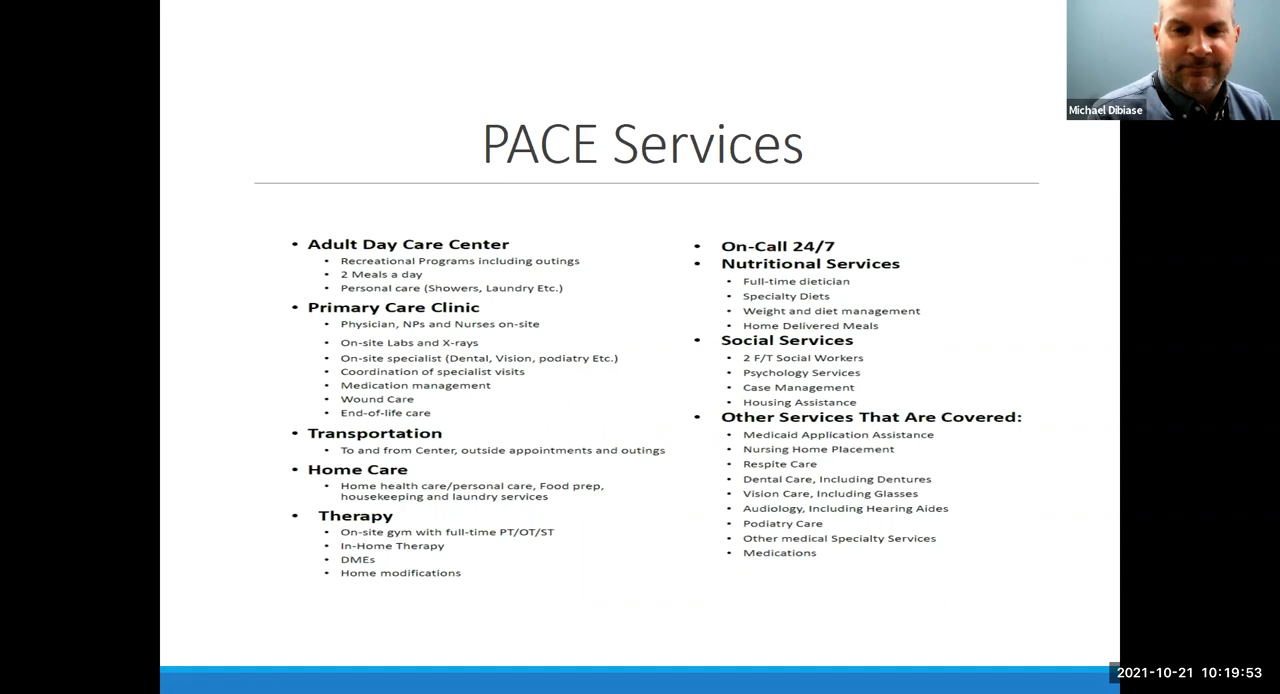 Michael Dibiase
PACE Services
• Adult Day Care Center
• Recreational Programs including outings
• 2 Meals a day
• Personal care (Showers, Laundry Etc.)
• Primary Care Clinic
• Physician, NPs and Nurses on-site
• On-site Labs and X-rays
• On-site specialist (Dental, Vision, podiatry Etc.)
• Coordination of specialist visits
• Medication management
• Wound Care
• End-of-life care
• Transportation
• To and from Center, outside appointments and outings
• Home Care
• Home health care/personal care, Food prep,
housekeeping and laundry services
• Therapy
• On-site gym with full-time PT/OT/ST
• In-Home Therapy
• DMEs
• Home modifications
• On-Call 24/7
• Nutritional Services
• Full-time dietician
• Specialty Diets
• Weight and diet management
• Home Delivered Meals
• Social Services
• 2 F/T Social Workers
• Psychology Services
• Case Management
• Housing Assistance
• Other Services That Are Covered:
• Medicaid Application Assistance
• Nursing Home Placement
• Respite Care
• Dental Care, Including Dentures
• Vision Care, Including Glasses
• Audiology, Including Hearing Aides
• Podiatry Care
• Other medical Specialty Services
• Medications
2021-10-21 10:19:53